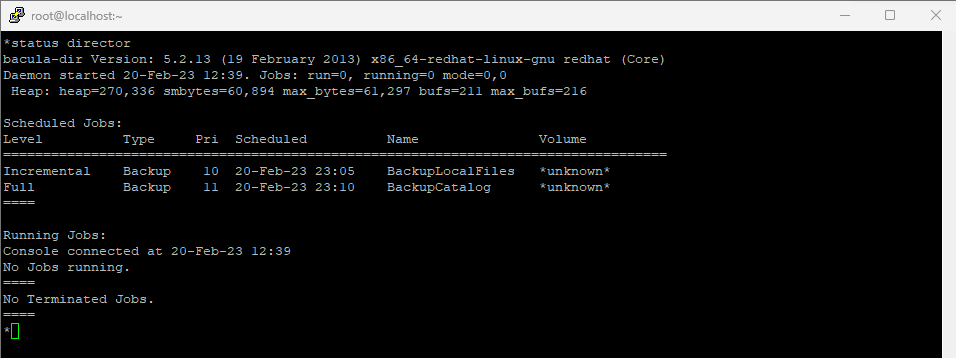 root@localhost:~
*status director
bacula-dir Version: 5.2.13 (19 February 2013) x86_64-redhat-linux-gnu redhat (Core)
Daemon started 20-Feb-23 12:39. Jobs: run=0, running=0 mode=0,0
 Heap: heap=270,336 smbytes=60,894 max_bytes=61,297 bufs=211 max_bufs=216

Scheduled Jobs:
Level          Type     Pri  Scheduled          Name               Volume
===================================================================================
Incremental    Backup    10  20-Feb-23 23:05    BackupLocalFiles   *unknown*
Full           Backup    11  20-Feb-23 23:10    BackupCatalog      *unknown*
====

Running Jobs:
Console connected at 20-Feb-23 12:39
No Jobs running.
====
No Terminated Jobs.
====
*